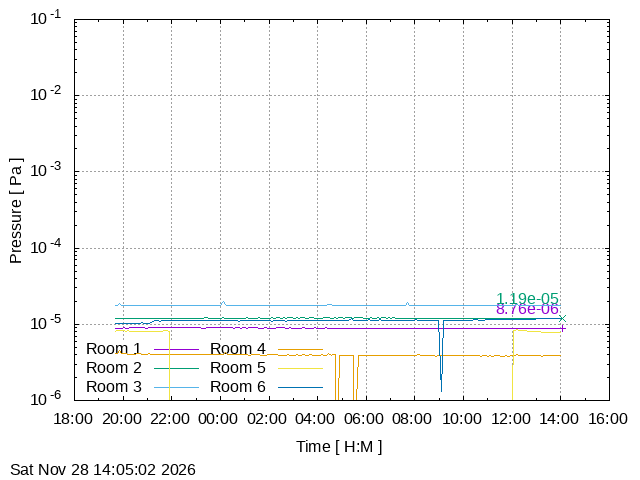 10^-1
10^-2
10^-3
10^-4
10^-5
10^-6
Pressure [ Pa ]
1.19e-05
8.76e-06
Room 1 Room 4
Room 2 Room 5
Room 3 Room 6
18:00 20:00 22:00 00:00 02:00 04:00 06:00 08:00 10:00 12:00 14:00 16:00
Time [ H:M ]
Sat Nov 28 14:05:02 2026